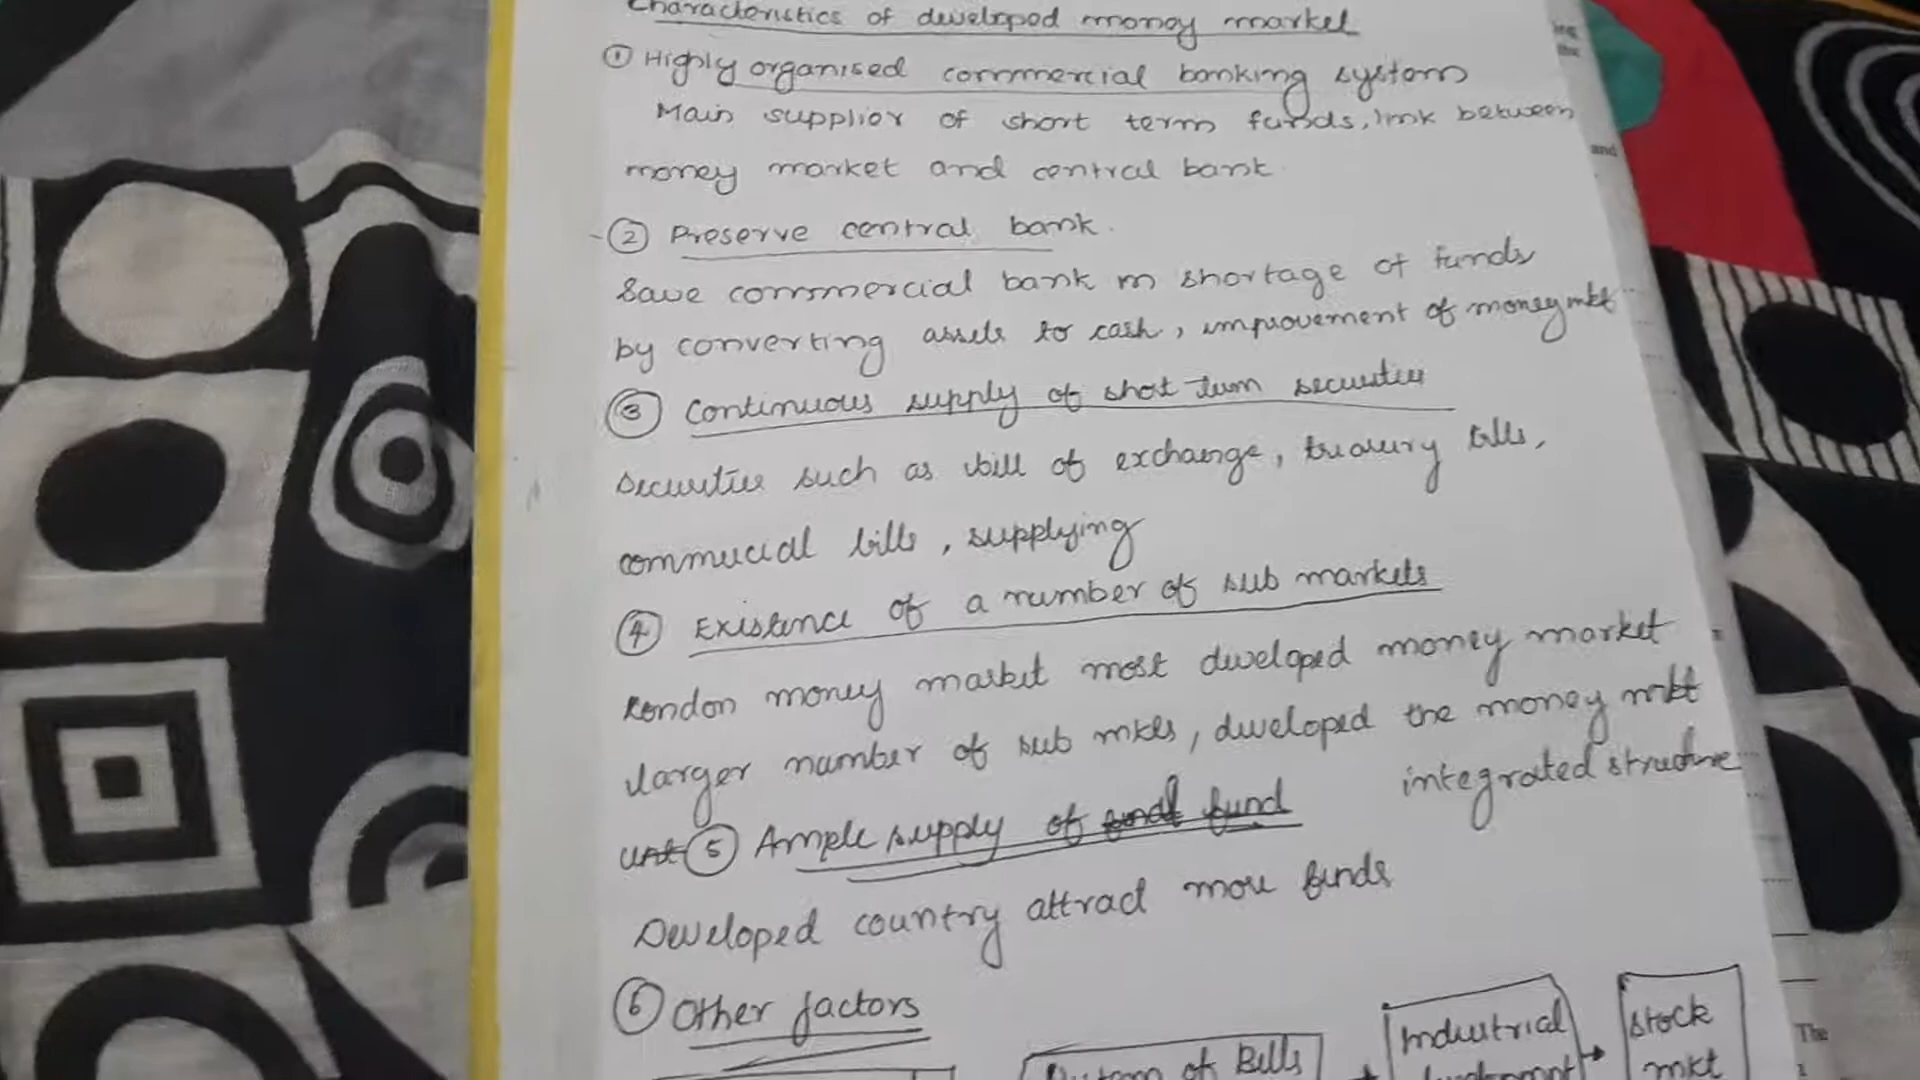 Characteristics of developed money market
① Highly organised commercial banking system
Main supplier of short term funds, link between
money market and central bank.
② Preserve central bank.
Save commercial bank in shortage of funds
by converting assets to cash, improvement of money mkt
③ Continuous supply of short term securities
securities such as bill of exchange, treasury bills,
commercial bills, supplying
④ Existence of a number of sub markets
London money market most developed money market
larger number of sub mkts, developed the money mkt
integrated structure
⑤ Ample supply of fund
Developed country attract more funds
⑥ Other factors
of Bills
Industrial
stock
mkt
ing
the
and
The